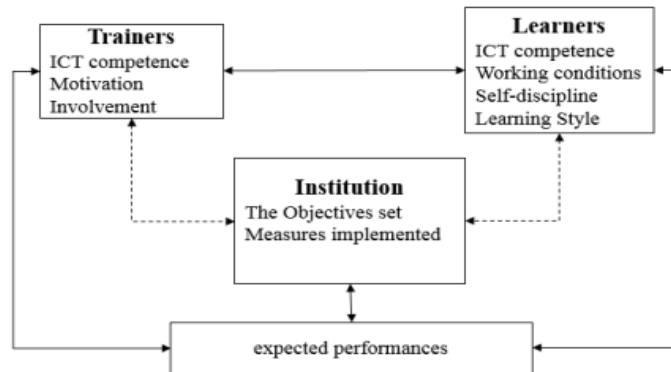 Trainers
ICT competence
Motivation
Involvement
Learners
ICT competence
Working conditions
Self-discipline
Learning Style
Institution
The Objectives set
Measures implemented
expected performances